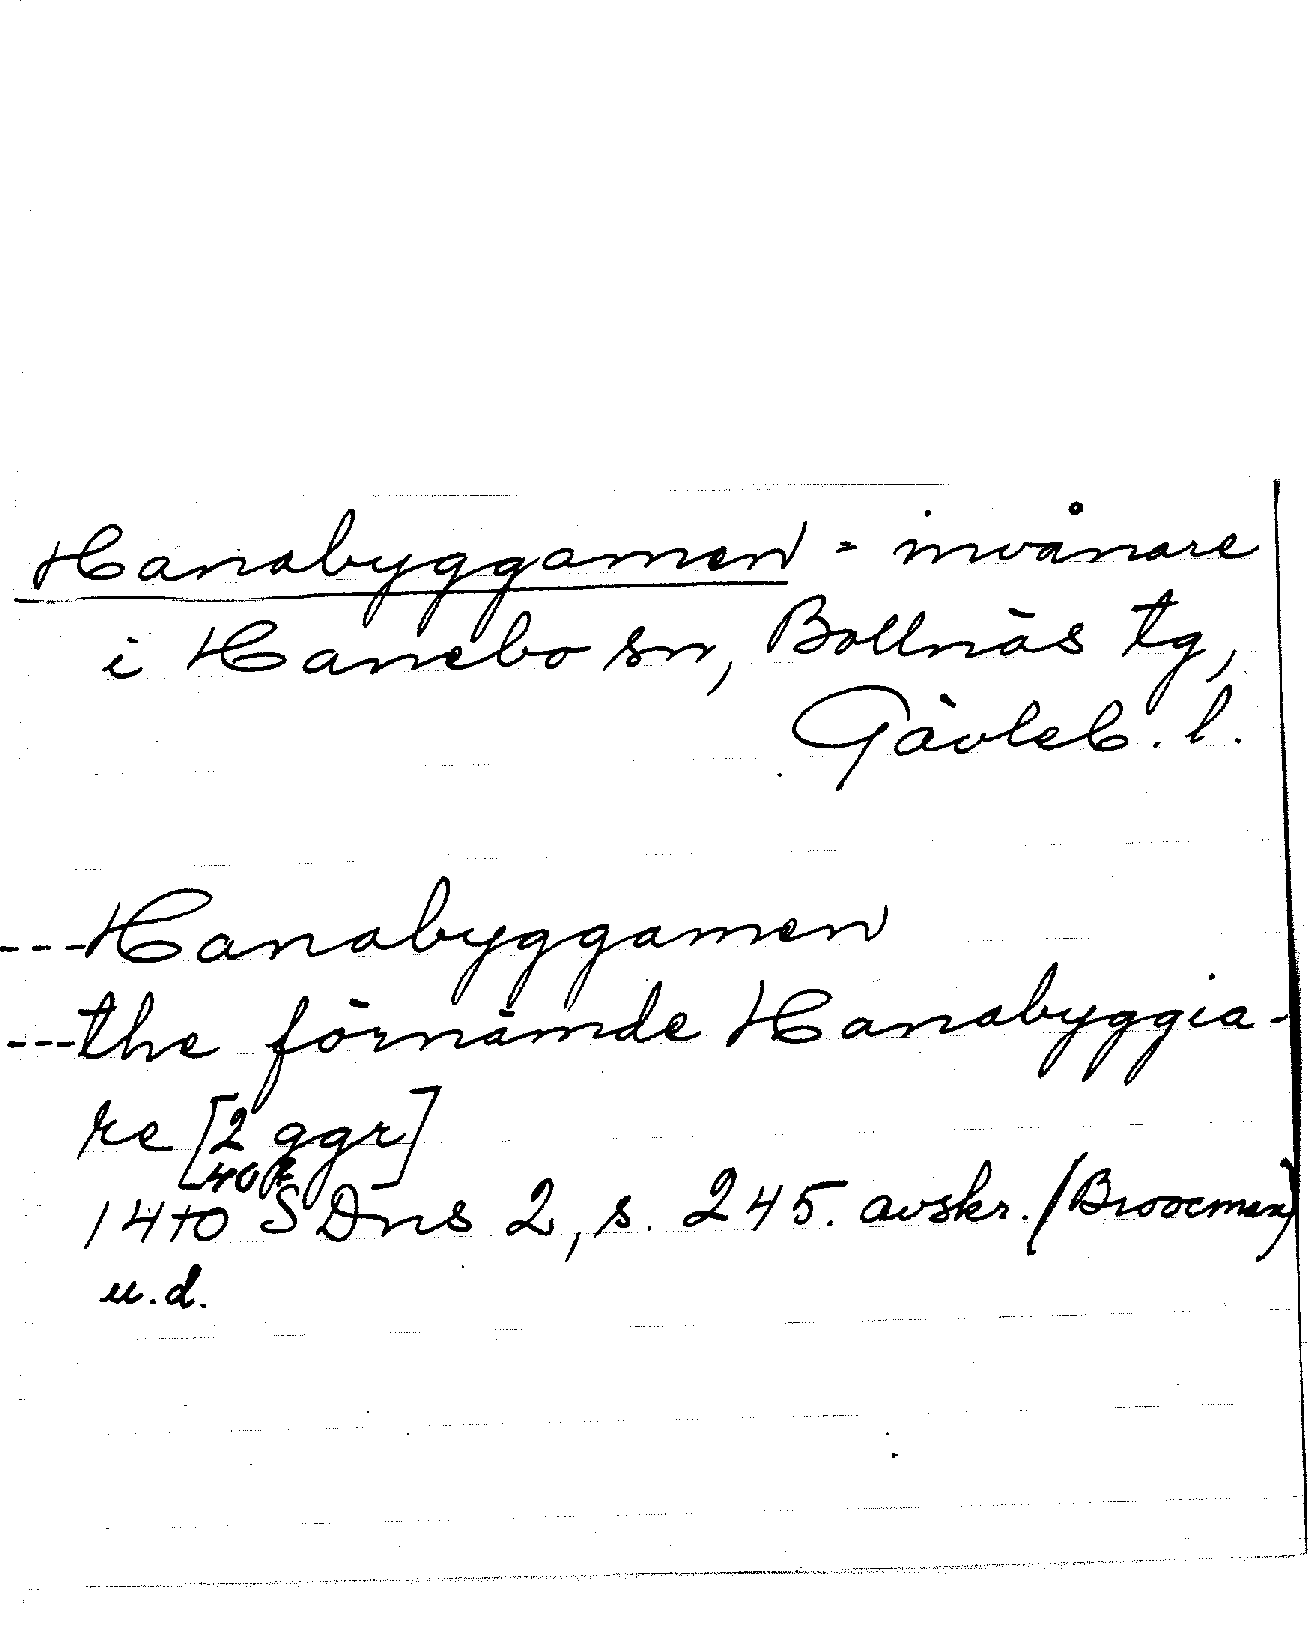 Hanabyggamen = invånare
i Hanebo sn, Bollnäs tg,
Gävleb. l.
---Hanabyggamen
---the förnämde Hanabyggia-
re [2 ggr]
1410 SDns 2, s. 245. avskr. (Broocman)
u.d.